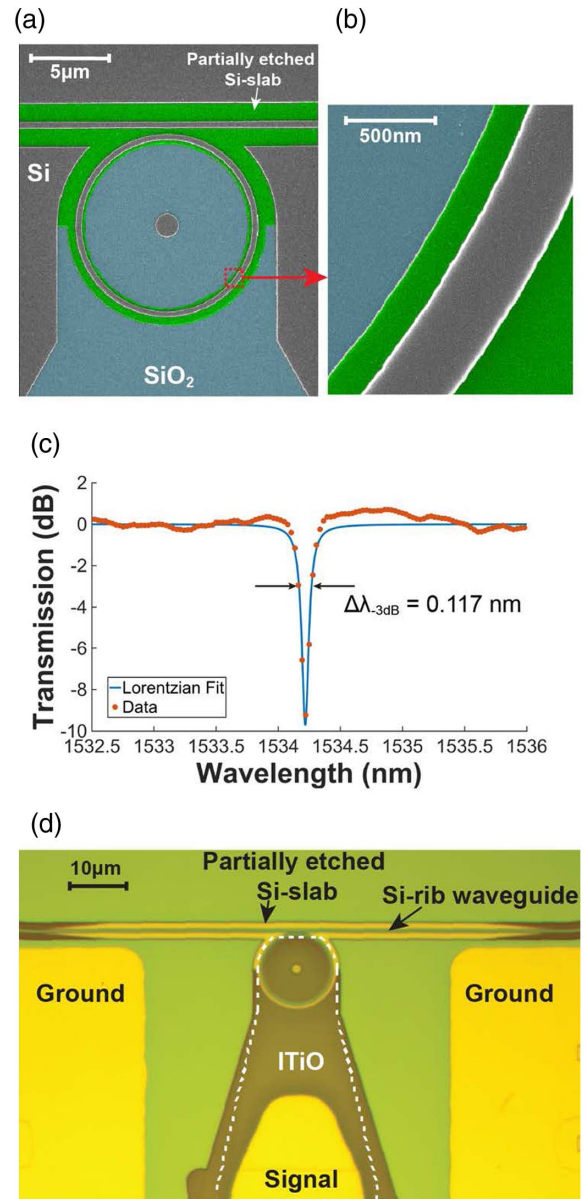 (a)
(b)
5μm
Partially etched
Si-slab
500nm
Si
SiO₂
(c)
2
0
-2
-4
-6
-8
-10
Transmission (dB)
Δλ-3dB = 0.117 nm
Lorentzian Fit
Data
1532.5
1533
1533.5
1534
1534.5
1535
1535.5
1536
Wavelength (nm)
(d)
10μm
Partially etched
Si-slab
Si-rib waveguide
Ground
Ground
ITiO
Signal